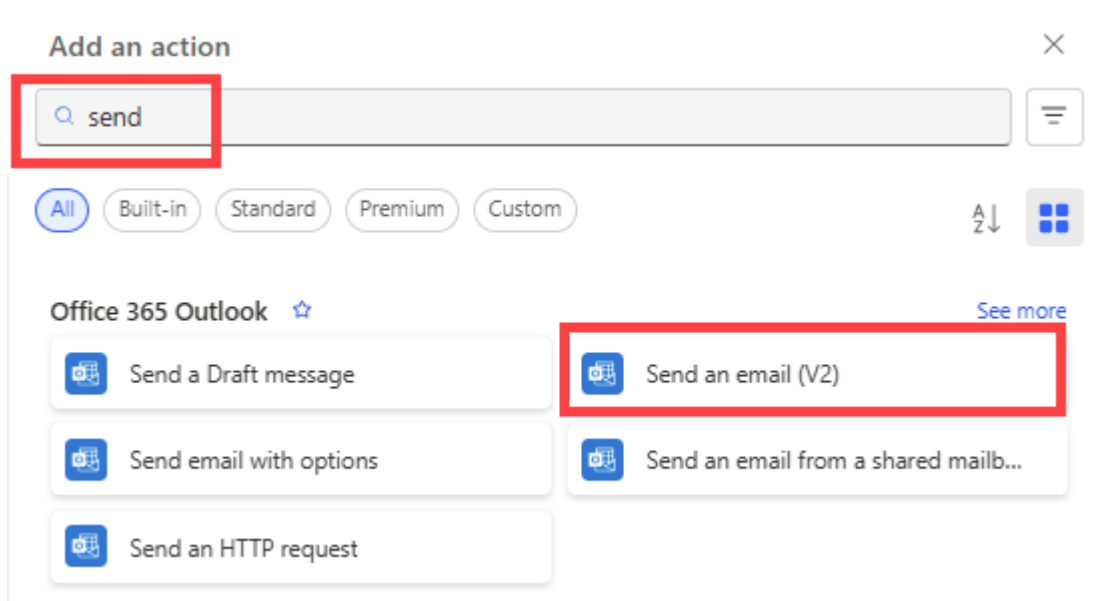 Add an action
send
All Built-in Standard Premium Custom
A
Z
Office 365 Outlook See more
Send a Draft message Send an email (V2)
Send email with options Send an email from a shared mailb...
Send an HTTP request